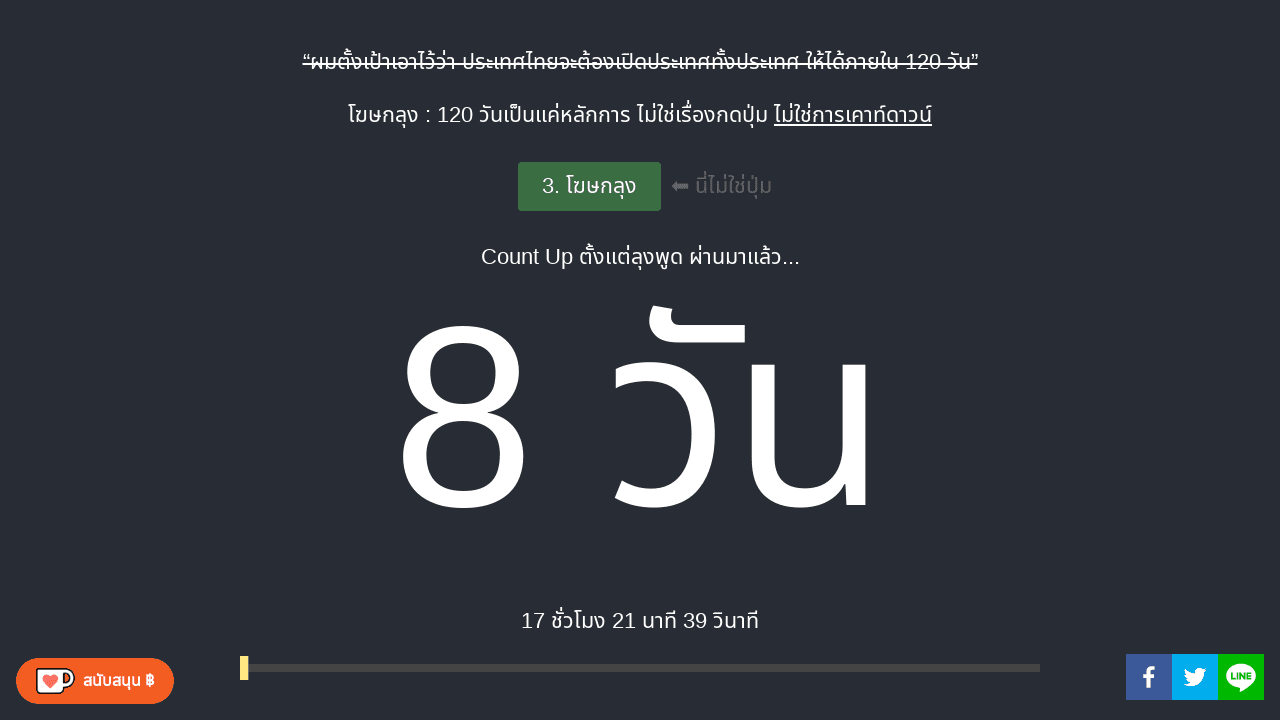 “ผมตั้งเป้าเอาไว้ว่า ประเทศไทยจะต้องเปิดประเทศทั้งประเทศ ให้ได้ภายใน 120 วัน”
โฆษกลุง : 120 วันเป็นแค่หลักการ ไม่ใช่เรื่องกดปุ่ม ไม่ใช่การเคาท์ดาวน์
3. โฆษกลุง ⬅ นี่ไม่ใช่ปุ่ม
Count Up ตั้งแต่ลุงพูด ผ่านมาแล้ว...
8 วัน
17 ชั่วโมง 21 นาที 39 วินาที
สนับสนุน ฿
LINE